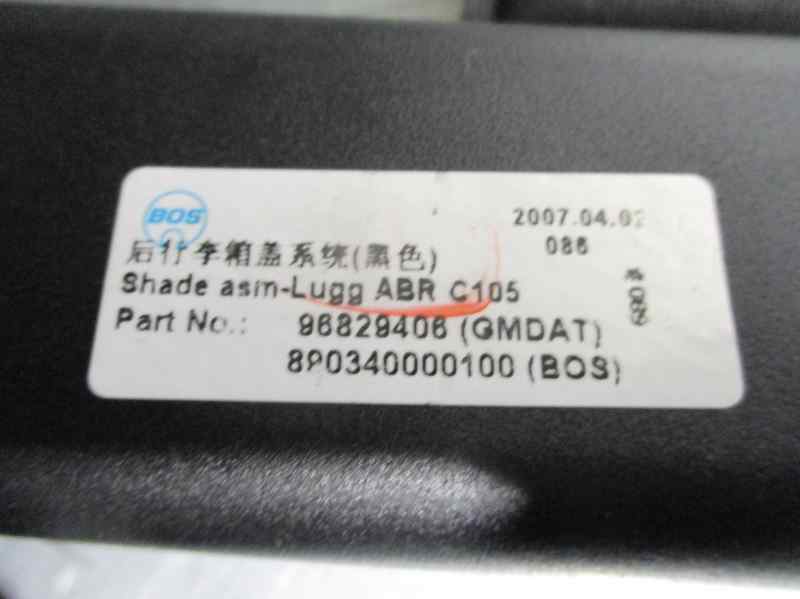 BOS
2007.04.02
086
后行李箱盖系统(黑色)
Shade asm-Lugg ABR C105
Part No.: 96829406 (GMDAT)
8P0340000100 (BOS)